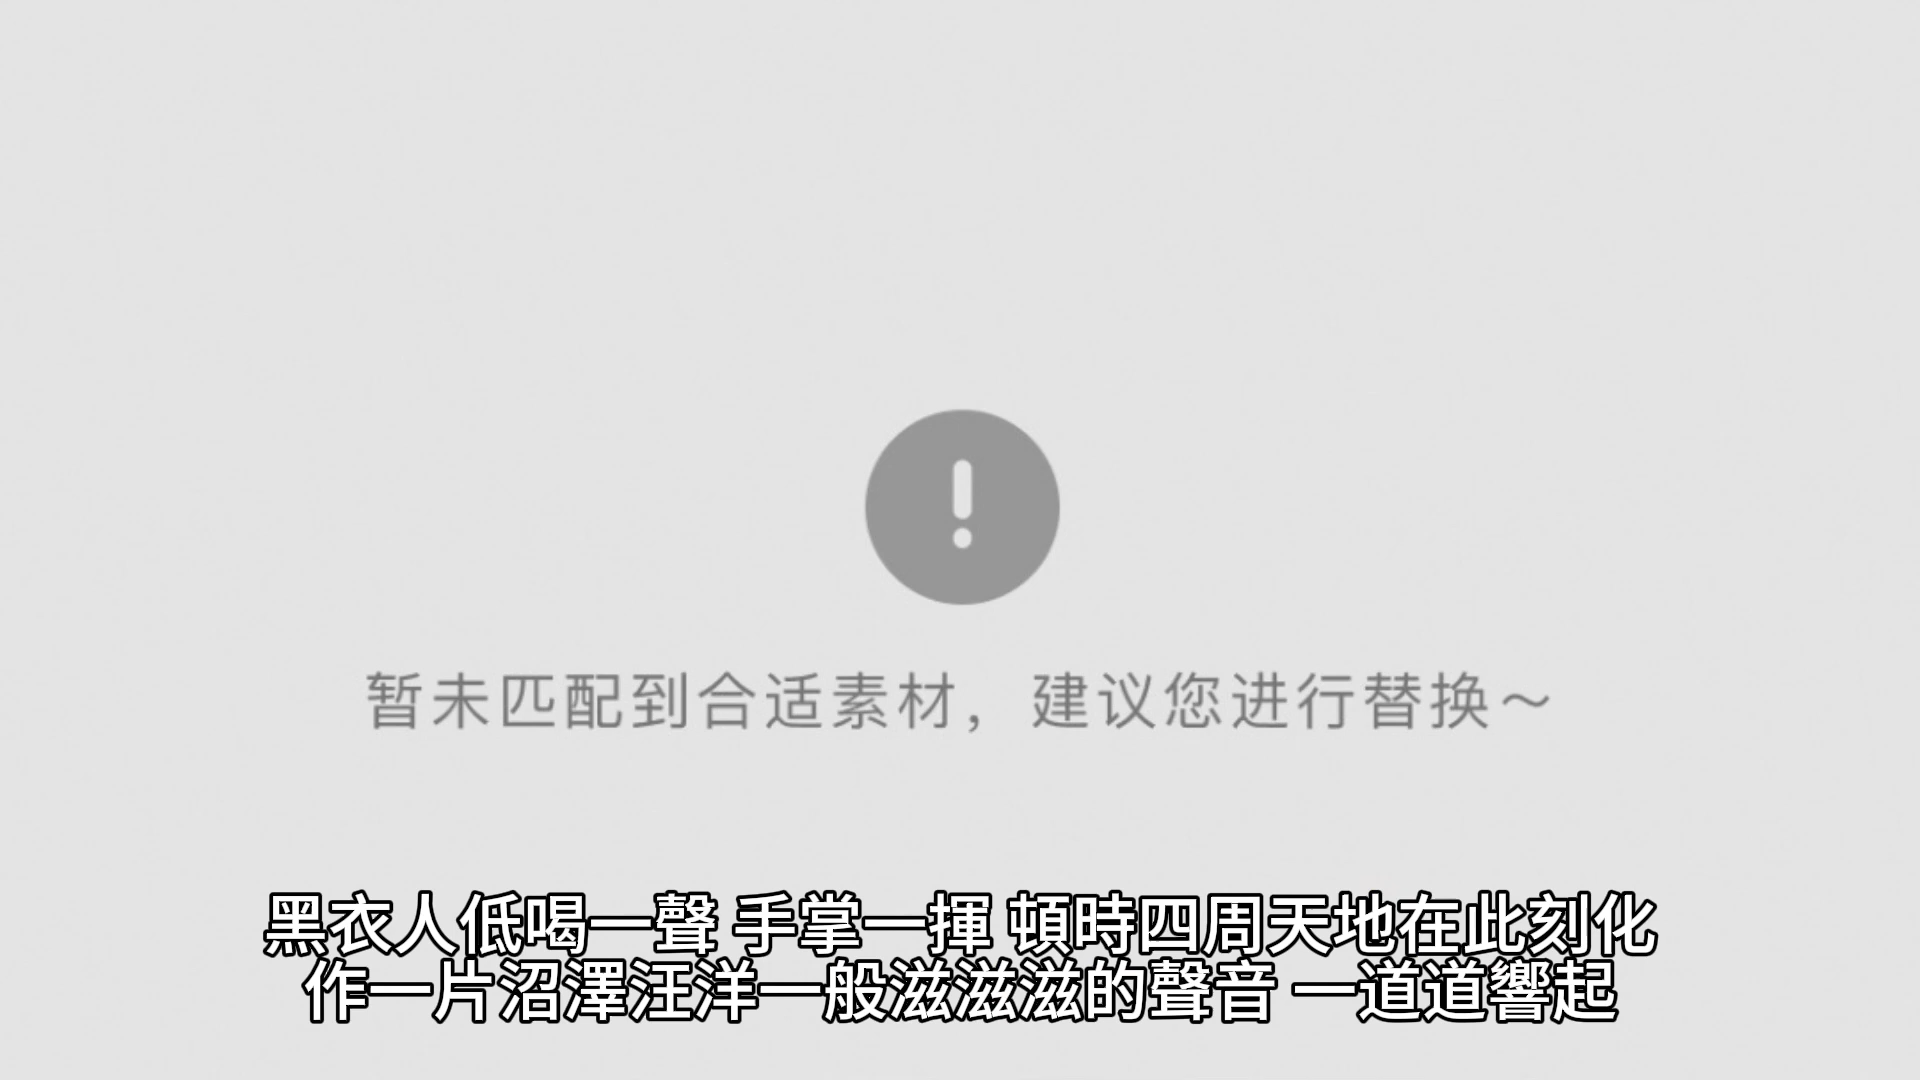 暂未匹配到合适素材，建议您进行替换～
黑衣人低喝一聲 手掌一揮 頓時四周天地在此刻化
作一片沼澤汪洋一般滋滋滋的聲音 一道道響起